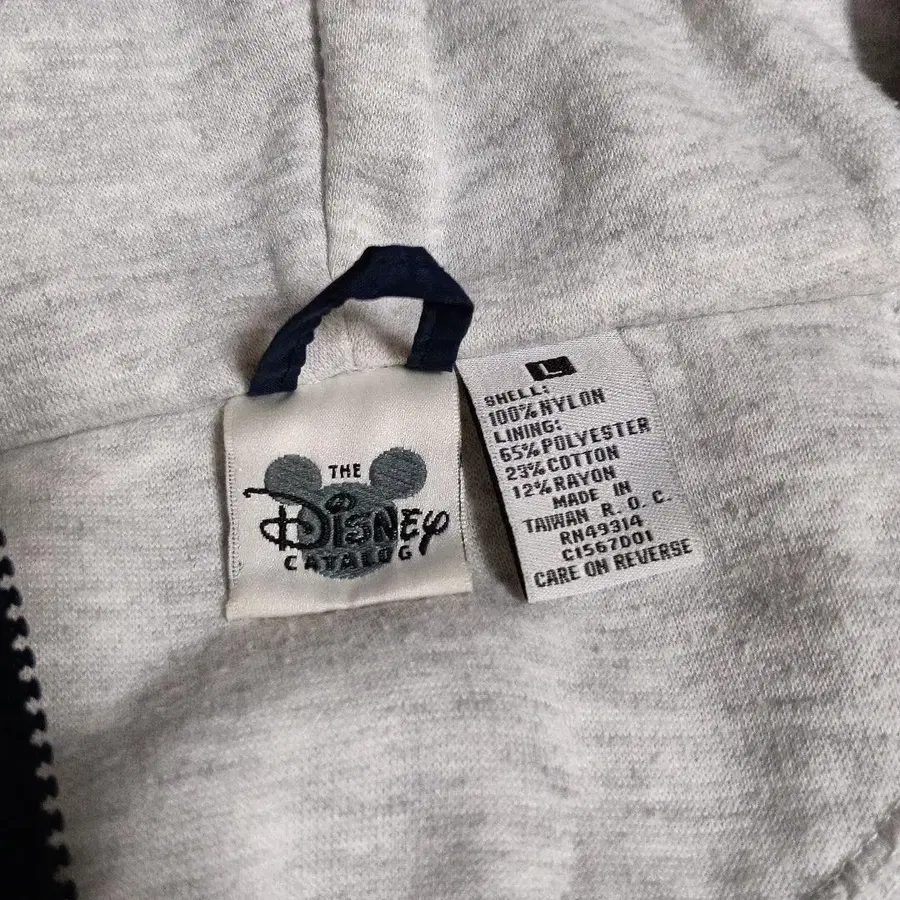 THE
DiSNEy
CATALOG
L
SHELL:
100% NYLON
LINING:
65% POLYESTER
23% COTTON
12% RAYON
MADE IN
TAIWAN R. O. C.
RN49314
C1567D01
CARE ON REVERSE